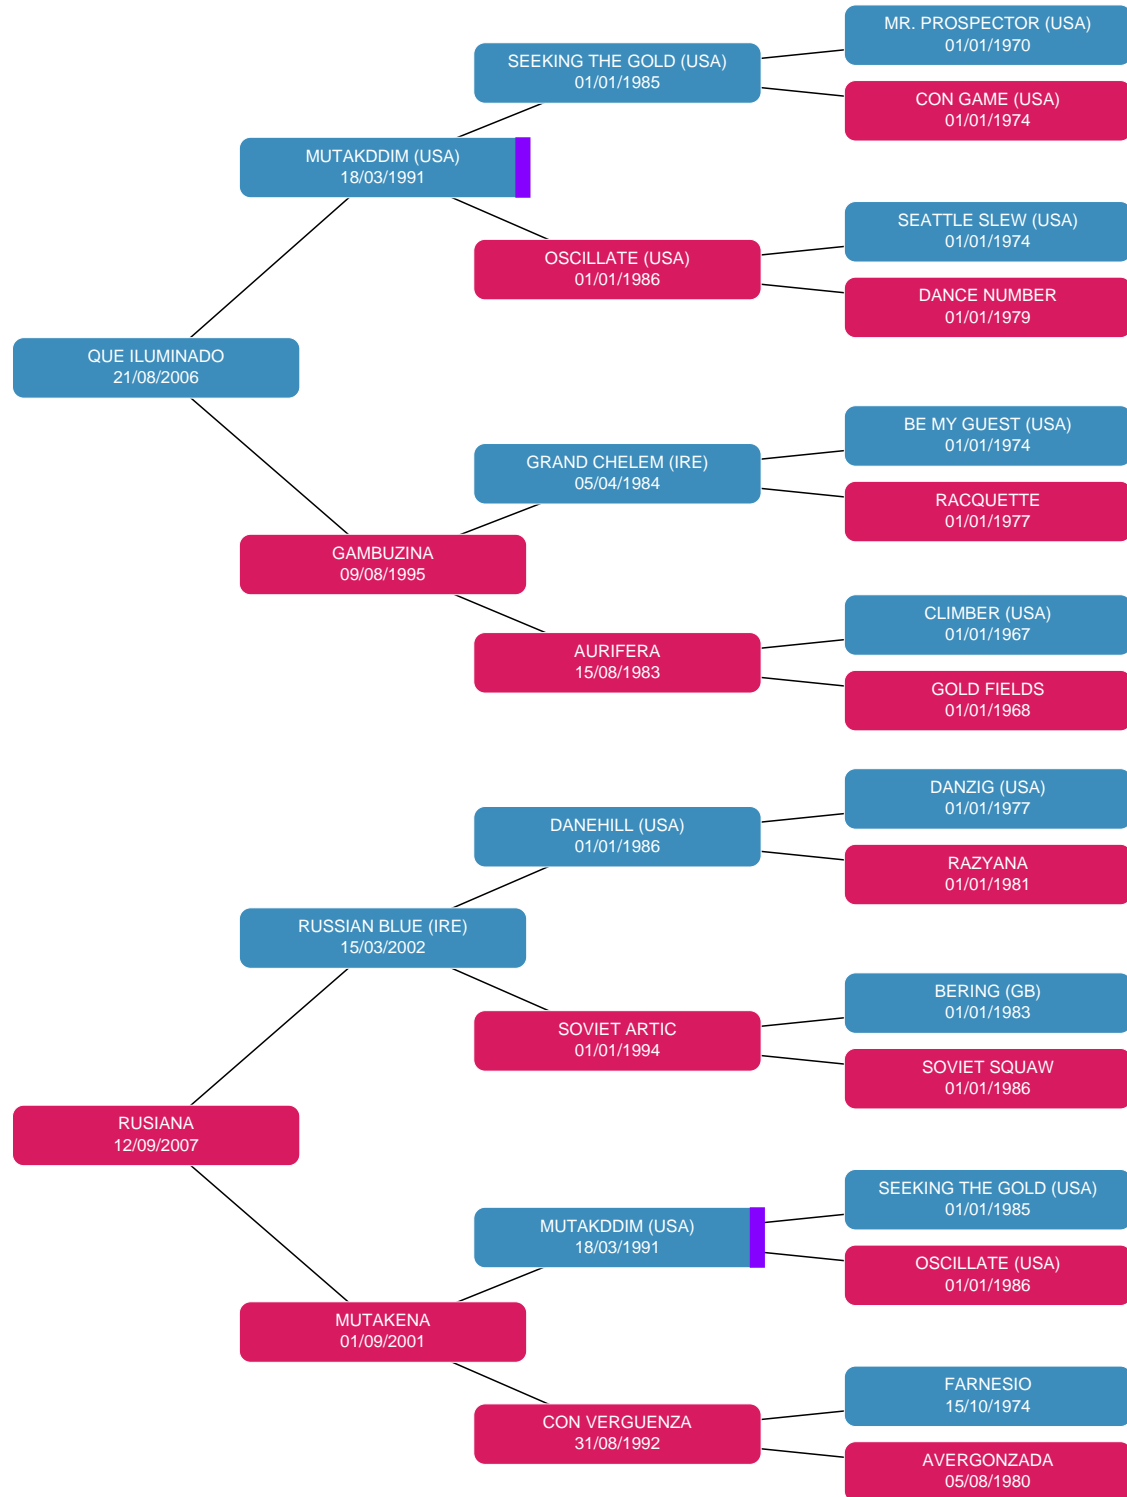 MR. PROSPECTOR (USA)
01/01/1970
SEEKING THE GOLD (USA)
01/01/1985
CON GAME (USA)
01/01/1974
MUTAKDDIM (USA)
18/03/1991
SEATTLE SLEW (USA)
01/01/1974
OSCILLATE (USA)
01/01/1986
DANCE NUMBER
01/01/1979
QUE ILUMINADO
21/08/2006
BE MY GUEST (USA)
01/01/1974
GRAND CHELEM (IRE)
05/04/1984
RACQUETTE
01/01/1977
GAMBUZINA
09/08/1995
CLIMBER (USA)
01/01/1967
AURIFERA
15/08/1983
GOLD FIELDS
01/01/1968
DANZIG (USA)
01/01/1977
DANEHILL (USA)
01/01/1986
RAZYANA
01/01/1981
RUSSIAN BLUE (IRE)
15/03/2002
BERING (GB)
01/01/1983
SOVIET ARTIC
01/01/1994
SOVIET SQUAW
01/01/1986
RUSIANA
12/09/2007
SEEKING THE GOLD (USA)
01/01/1985
MUTAKDDIM (USA)
18/03/1991
OSCILLATE (USA)
01/01/1986
MUTAKENA
01/09/2001
FARNESIO
15/10/1974
CON VERGUENZA
31/08/1992
AVERGONZADA
05/08/1980